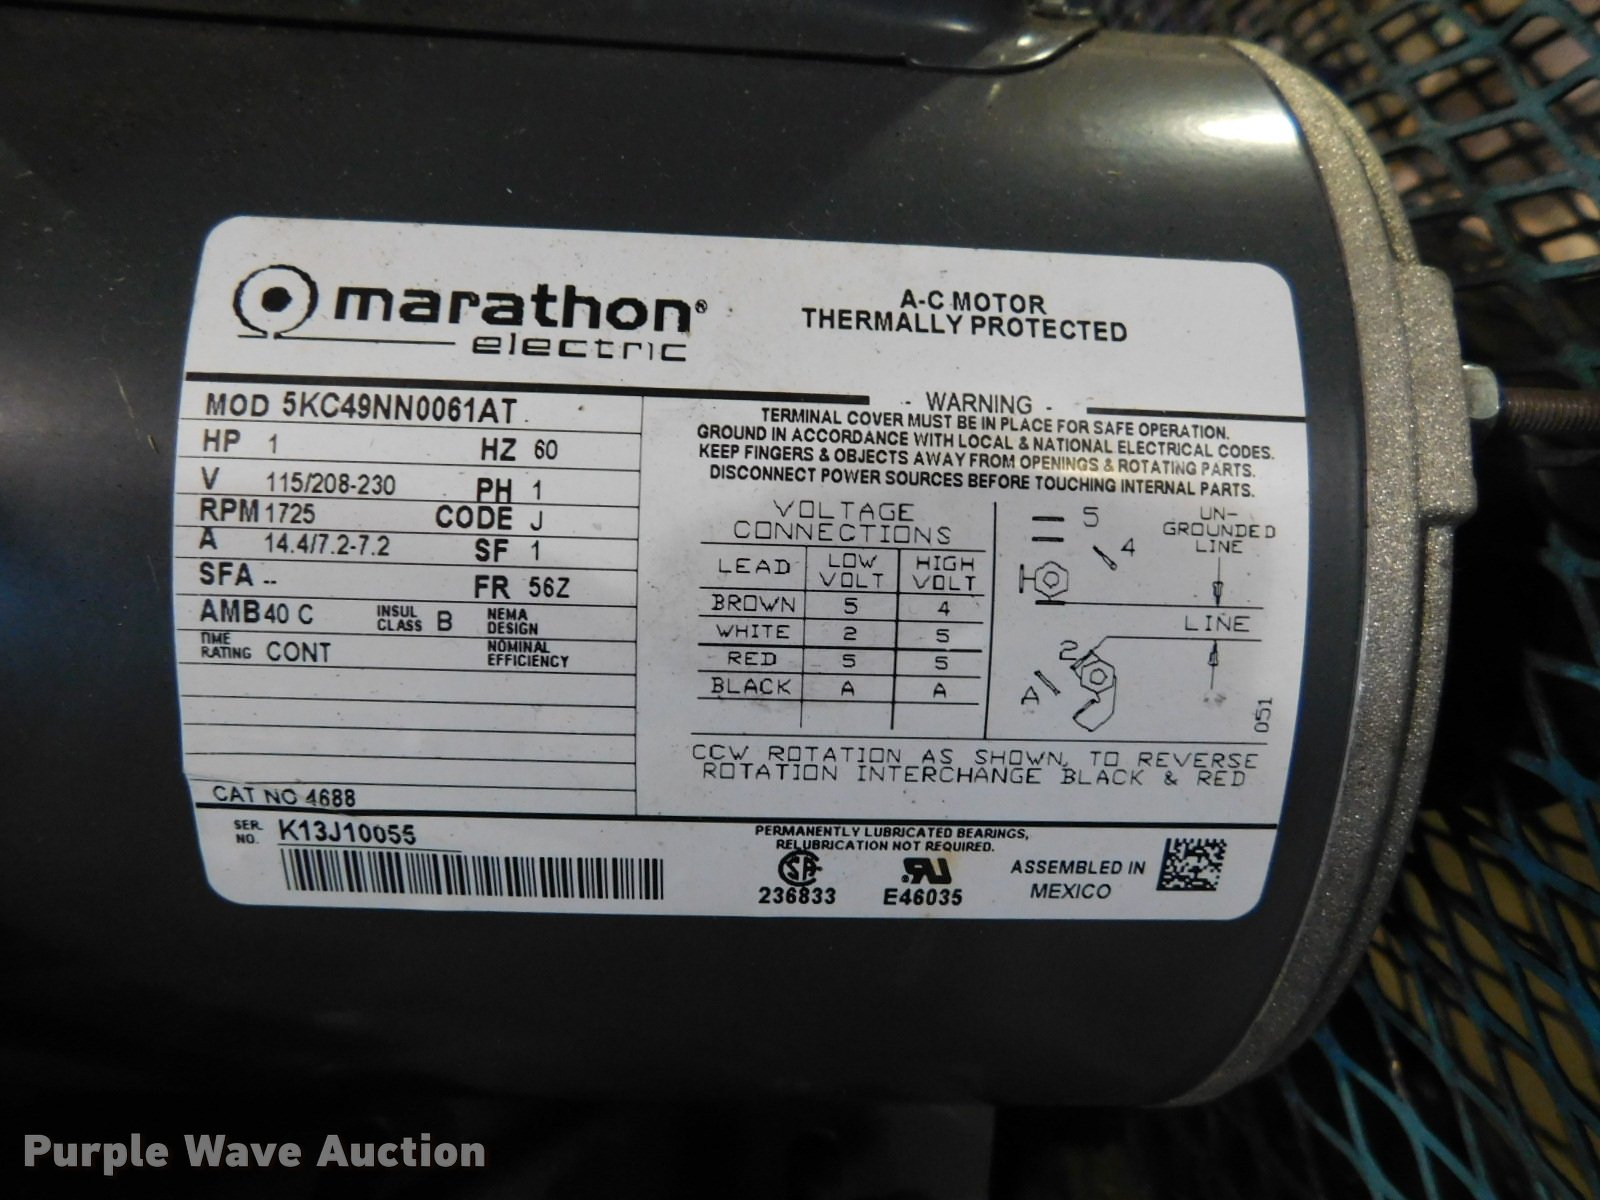 marathon®
electric
A-C MOTOR
THERMALLY PROTECTED
MOD 5KC49NN0061AT
HP 1 HZ 60
V 115/208-230 PH 1
RPM 1725 CODE J
A 14.4/7.2-7.2 SF 1
SFA -- FR 56Z
AMB 40 C INSUL CLASS B NEMA DESIGN
TIME RATING CONT NOMINAL EFFICIENCY
CAT NO 4688
- WARNING -
TERMINAL COVER MUST BE IN PLACE FOR SAFE OPERATION.
GROUND IN ACCORDANCE WITH LOCAL & NATIONAL ELECTRICAL CODES.
KEEP FINGERS & OBJECTS AWAY FROM OPENINGS & ROTATING PARTS.
DISCONNECT POWER SOURCES BEFORE TOUCHING INTERNAL PARTS.
VOLTAGE
CONNECTIONS
LEAD LOW VOLT HIGH VOLT
BROWN 5 4
WHITE 2 5
RED 5 5
BLACK A A
5
4
UN-
GROUNDED
LINE
LINE
2
A
051
CCW ROTATION AS SHOWN, TO REVERSE
ROTATION INTERCHANGE BLACK & RED
SER. NO. K13J10055
PERMANENTLY LUBRICATED BEARINGS,
RELUBRICATION NOT REQUIRED.
236833
E46035
ASSEMBLED IN
MEXICO
Purple Wave Auction